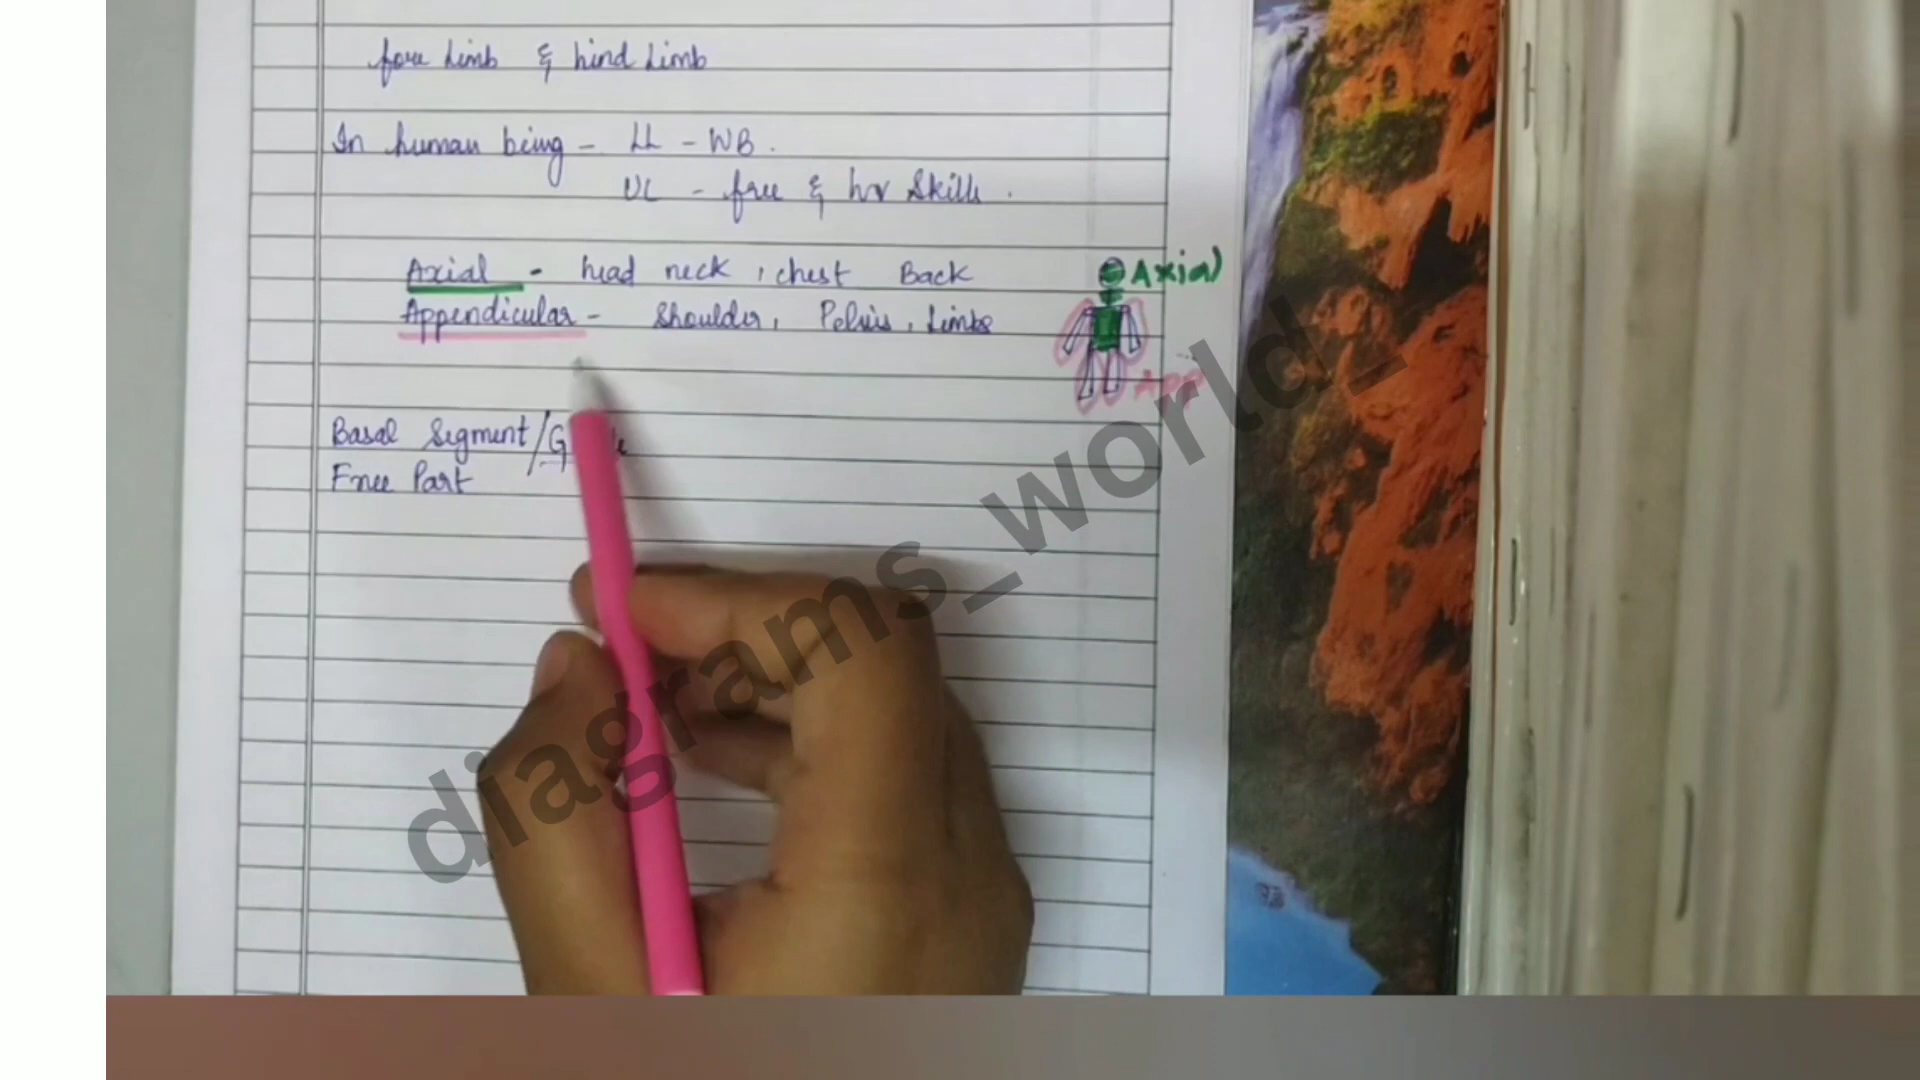 fore Limb & hind Limb
In human being - LL - WB.
UL - free & hv Skills.
Axial - head neck, chest Back
Axial
Appendicular - Shoulder, Pelvis, Limbs
App
Basal Segment/
Free Part
diagrams_world_